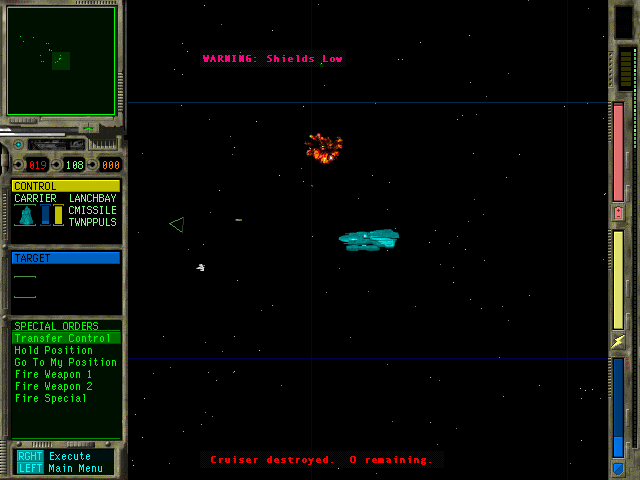 WARNING: Shields Low
019 108 000
CONTROL
CARRIER LANCHBAY
CMISSILE
TWNPPULS
TARGET
SPECIAL ORDERS
Transfer Control
Hold Position
Go To My Position
Fire Weapon 1
Fire Weapon 2
Fire Special
RGHT Execute
LEFT Main Menu
Cruiser destroyed. 0 remaining.